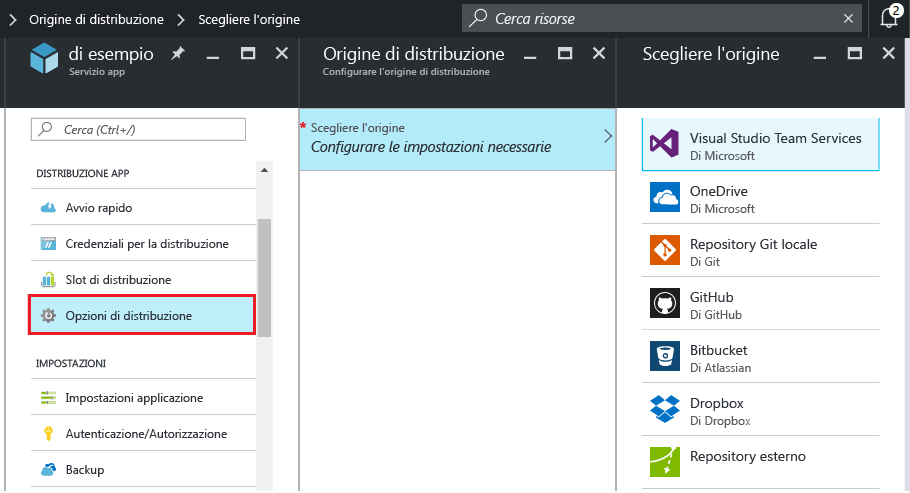 Origine di distribuzione
Scegliere l'origine
Cerca risorse
2
di esempio
Servizio app
Cerca (Ctrl+/)
DISTRIBUZIONE APP
Avvio rapido
Credenziali per la distribuzione
Slot di distribuzione
Opzioni di distribuzione
IMPOSTAZIONI
Impostazioni applicazione
Autenticazione/Autorizzazione
Backup
Origine di distribuzione
Configurare l'origine di distribuzione
* Scegliere l'origine
Configurare le impostazioni necessarie
Scegliere l'origine
Visual Studio Team Services
Di Microsoft
OneDrive
Di Microsoft
Repository Git locale
Di Git
GitHub
Di GitHub
Bitbucket
Di Atlassian
Dropbox
Di Dropbox
Repository esterno